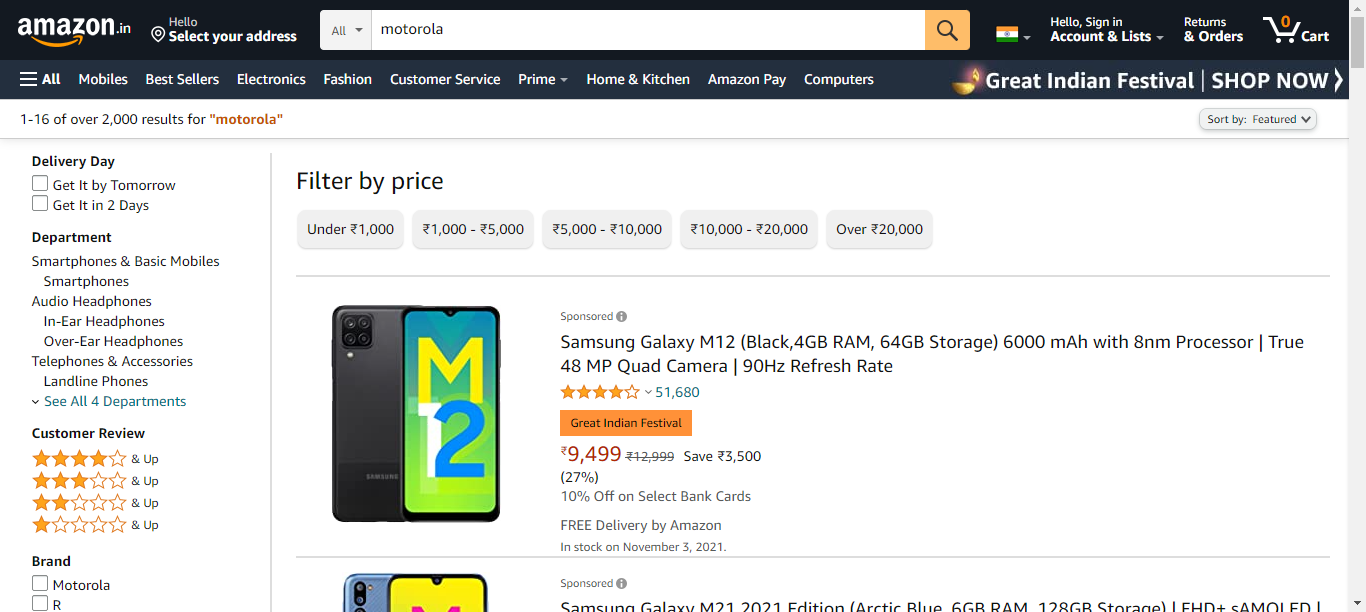 amazon.in
Hello
Select your address
All
motorola
Hello, Sign in
Account & Lists
Returns
& Orders
0
Cart
All
Mobiles
Best Sellers
Electronics
Fashion
Customer Service
Prime
Home & Kitchen
Amazon Pay
Computers
Great Indian Festival | SHOP NOW
1-16 of over 2,000 results for "motorola"
Sort by: Featured
Delivery Day
Get It by Tomorrow
Get It in 2 Days
Department
Smartphones & Basic Mobiles
Smartphones
Audio Headphones
In-Ear Headphones
Over-Ear Headphones
Telephones & Accessories
Landline Phones
See All 4 Departments
Customer Review
& Up
& Up
& Up
& Up
Brand
Motorola
R
Filter by price
Under ₹1,000
₹1,000 - ₹5,000
₹5,000 - ₹10,000
₹10,000 - ₹20,000
Over ₹20,000
M
12
SAMSUNG
Sponsored
Samsung Galaxy M12 (Black,4GB RAM, 64GB Storage) 6000 mAh with 8nm Processor | True
48 MP Quad Camera | 90Hz Refresh Rate
51,680
Great Indian Festival
₹9,499 ₹12,999 Save ₹3,500
(27%)
10% Off on Select Bank Cards
FREE Delivery by Amazon
In stock on November 3, 2021.
M
Sponsored
Samsung Galaxy M21 2021 Edition (Arctic Blue, 6GB RAM, 128GB Storage) | FHD+ sAMOLED |